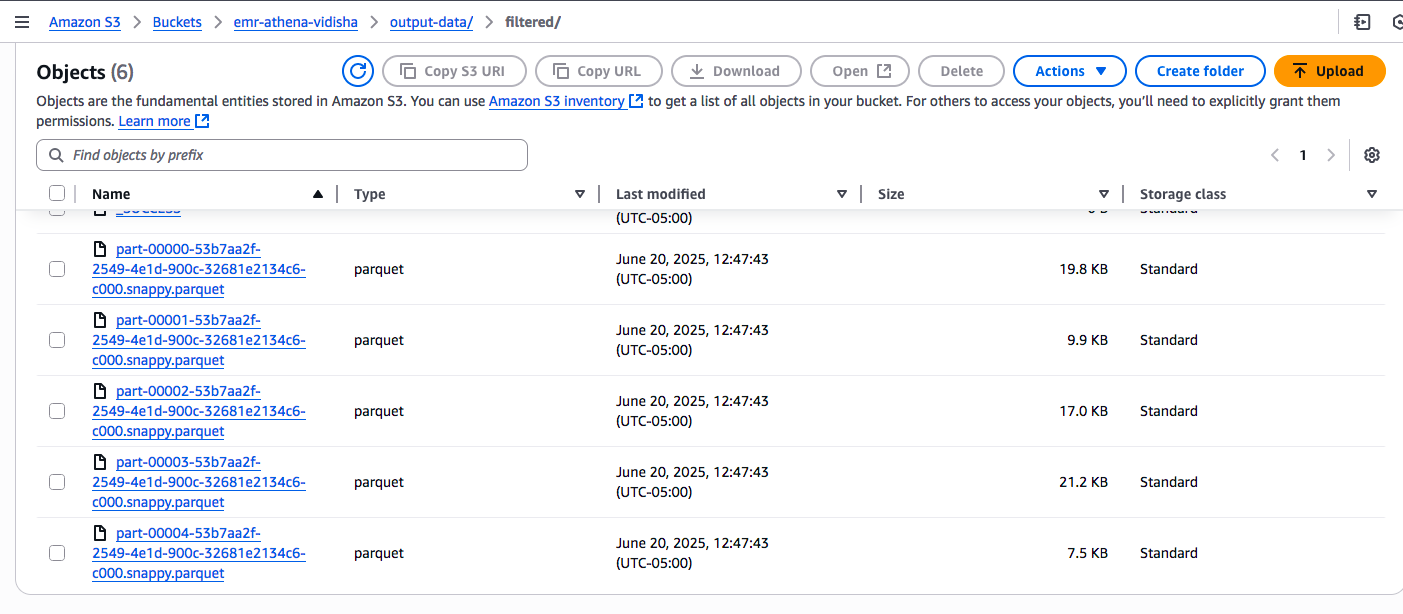 Amazon S3 > Buckets > emr-athena-vidisha > output-data/ > filtered/
Objects (6)
Copy S3 URI
Copy URL
Download
Open
Delete
Actions
Create folder
Upload
Objects are the fundamental entities stored in Amazon S3. You can use Amazon S3 inventory to get a list of all objects in your bucket. For others to access your objects, you’ll need to explicitly grant them
permissions. Learn more
Find objects by prefix
1
Name Type Last modified Size Storage class
_SUCCESS
(UTC-05:00)
0 B
Standard
part-00000-53b7aa2f-
2549-4e1d-900c-32681e2134c6-
c000.snappy.parquet
parquet
June 20, 2025, 12:47:43
(UTC-05:00)
19.8 KB
Standard
part-00001-53b7aa2f-
2549-4e1d-900c-32681e2134c6-
c000.snappy.parquet
parquet
June 20, 2025, 12:47:43
(UTC-05:00)
9.9 KB
Standard
part-00002-53b7aa2f-
2549-4e1d-900c-32681e2134c6-
c000.snappy.parquet
parquet
June 20, 2025, 12:47:43
(UTC-05:00)
17.0 KB
Standard
part-00003-53b7aa2f-
2549-4e1d-900c-32681e2134c6-
c000.snappy.parquet
parquet
June 20, 2025, 12:47:43
(UTC-05:00)
21.2 KB
Standard
part-00004-53b7aa2f-
2549-4e1d-900c-32681e2134c6-
c000.snappy.parquet
parquet
June 20, 2025, 12:47:43
(UTC-05:00)
7.5 KB
Standard